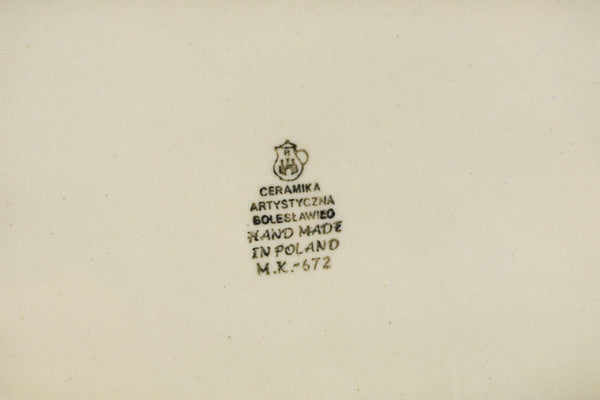 B
CERAMIKA
ARTYSTYCZNA
BOLESŁAWIEC
HAND MADE
IN POLAND
M.K.-672